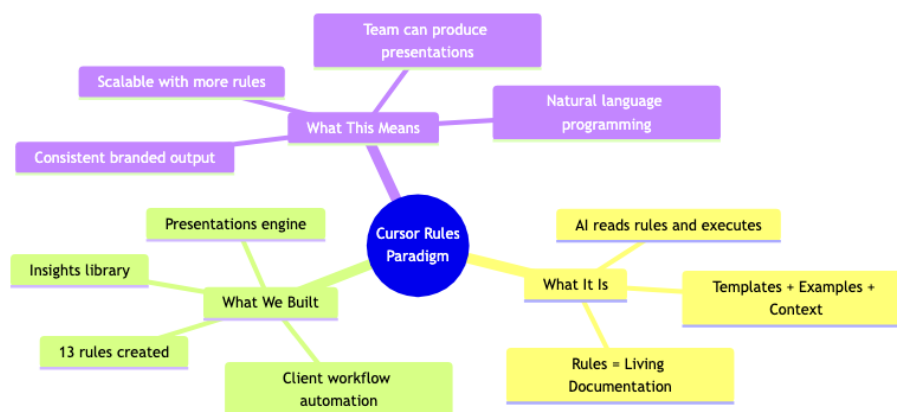 Team can produce
presentations
Scalable with more rules
Natural language
programming
What This Means
Consistent branded output
Cursor Rules
Paradigm
Presentations engine
AI reads rules and executes
Insights library
What It Is
Templates + Examples +
Context
What We Built
13 rules created
Rules = Living
Documentation
Client workflow
automation